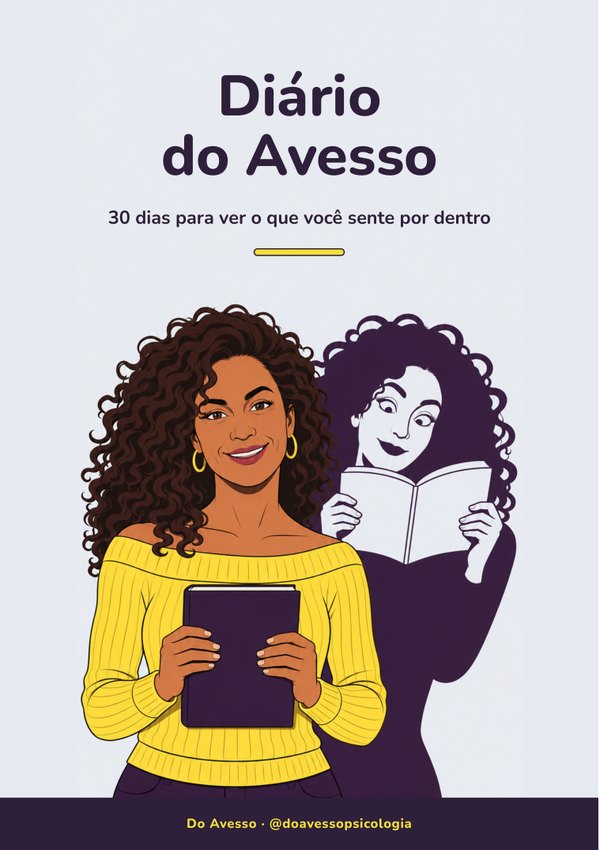 Diário
do Avesso
30 dias para ver o que você sente por dentro
Do Avesso · @doavessopsicologia